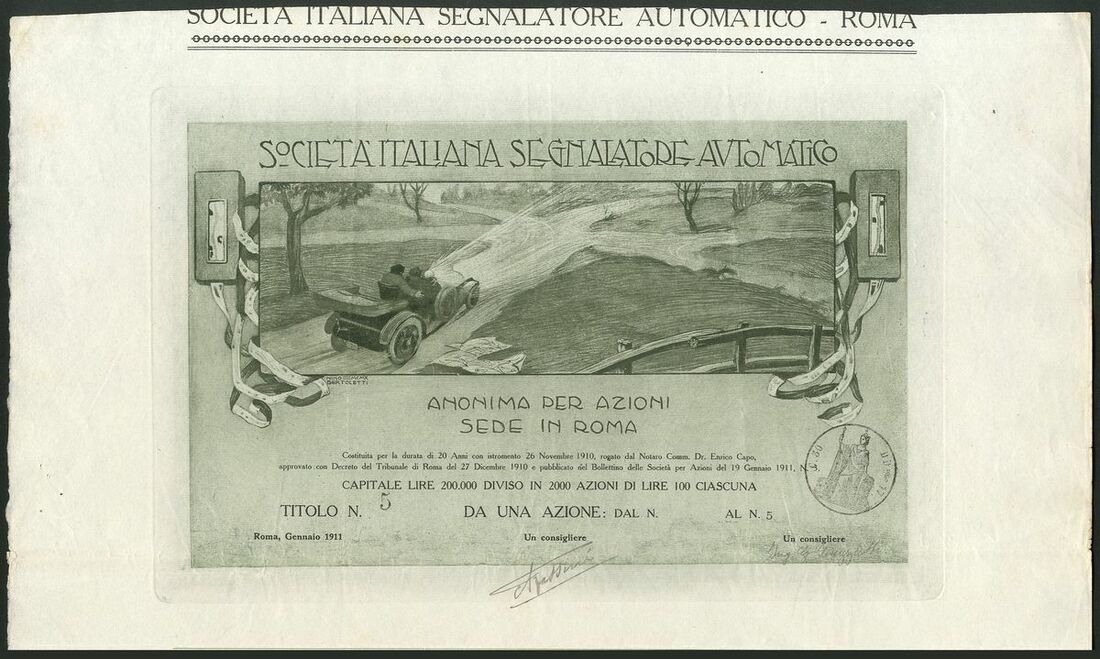 SOCIETÀ ITALIANA SEGNALATORE AUTOMATICO - ROMA
SOCIETA ITALIANA SEGNALATORE AVTOMATICO
NINO
BERTOLETTI
ANONIMA PER AZIONI
SEDE IN ROMA
Costituita per la durata di 20 Anni con istromento 26 Novembre 1910, rogato dal Notaro Comm. Dr. Enrico Capo,
approvato con Decreto del Tribunale di Roma del 27 Dicembre 1910 e pubblicato nel Bollettino delle Società per Azioni del 19 Gennaio 1911, N.
CAPITALE LIRE 200.000 DIVISO IN 2000 AZIONI DI LIRE 100 CIASCUNA
TITOLO N. 5 DA UNA AZIONE: DAL N. AL N. 5
Roma, Gennaio 1911 Un consigliere Un consigliere